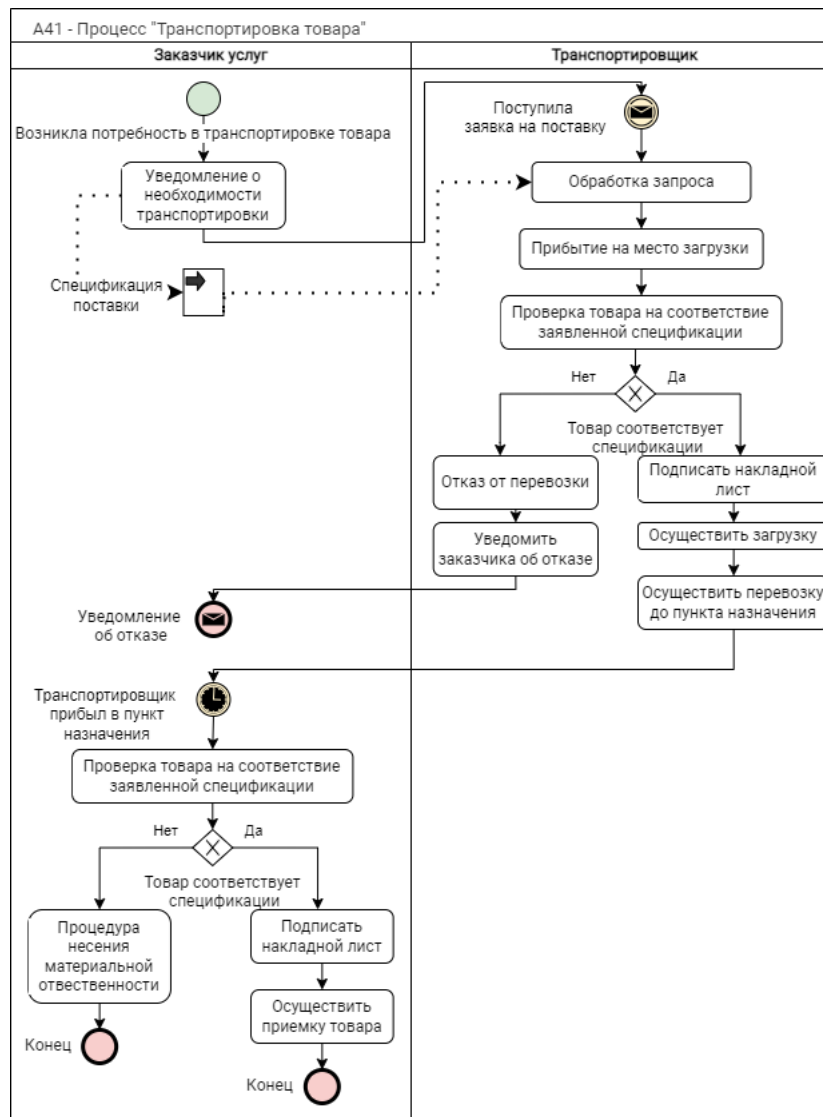 А41 - Процесс "Транспортировка товара"
Заказчик услуг
Транспортировщик
Возникла потребность в транспортировке товара
Поступила
заявка на поставку
Уведомление о
необходимости
транспортировки
Обработка запроса
Прибытие на место загрузки
Спецификация
поставки
Проверка товара на соответствие
заявленной спецификации
Нет
Да
Товар соответствует
спецификации
Отказ от перевозки
Подписать накладной
лист
Уведомить
заказчика об отказе
Осуществить загрузку
Осуществить перевозку
до пункта назначения
Уведомление
об отказе
Транспортировщик
прибыл в пункт
назначения
Проверка товара на соответствие
заявленной спецификации
Нет
Да
Товар соответствует
спецификации
Процедура
несения
материальной
отвественности
Подписать
накладной лист
Осуществить
приемку товара
Конец
Конец